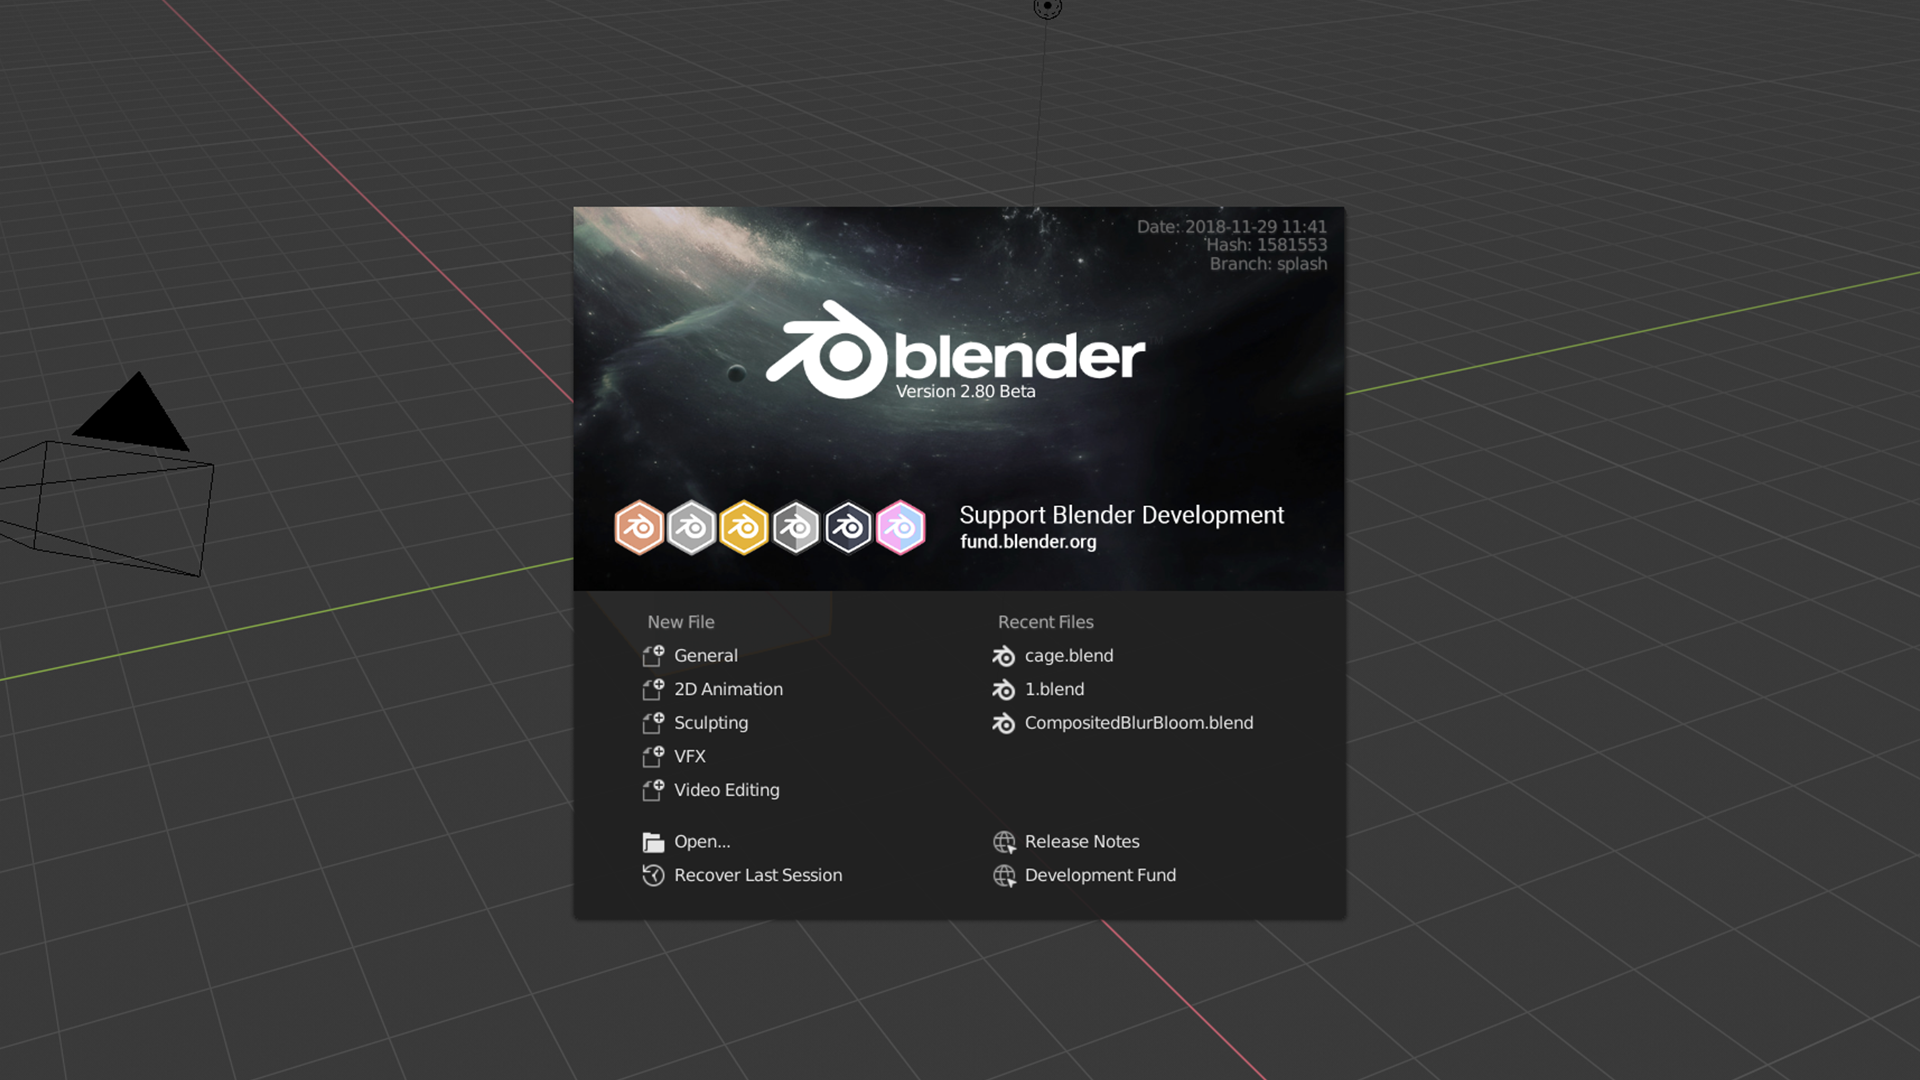 Date: 2018-11-29 11:41
Hash: 1581553
Branch: splash
blender
Version 2.80 Beta
Support Blender Development
fund.blender.org
New File
General
2D Animation
Sculpting
VFX
Video Editing
Recent Files
cage.blend
1.blend
CompositedBlurBloom.blend
Open...
Recover Last Session
Release Notes
Development Fund